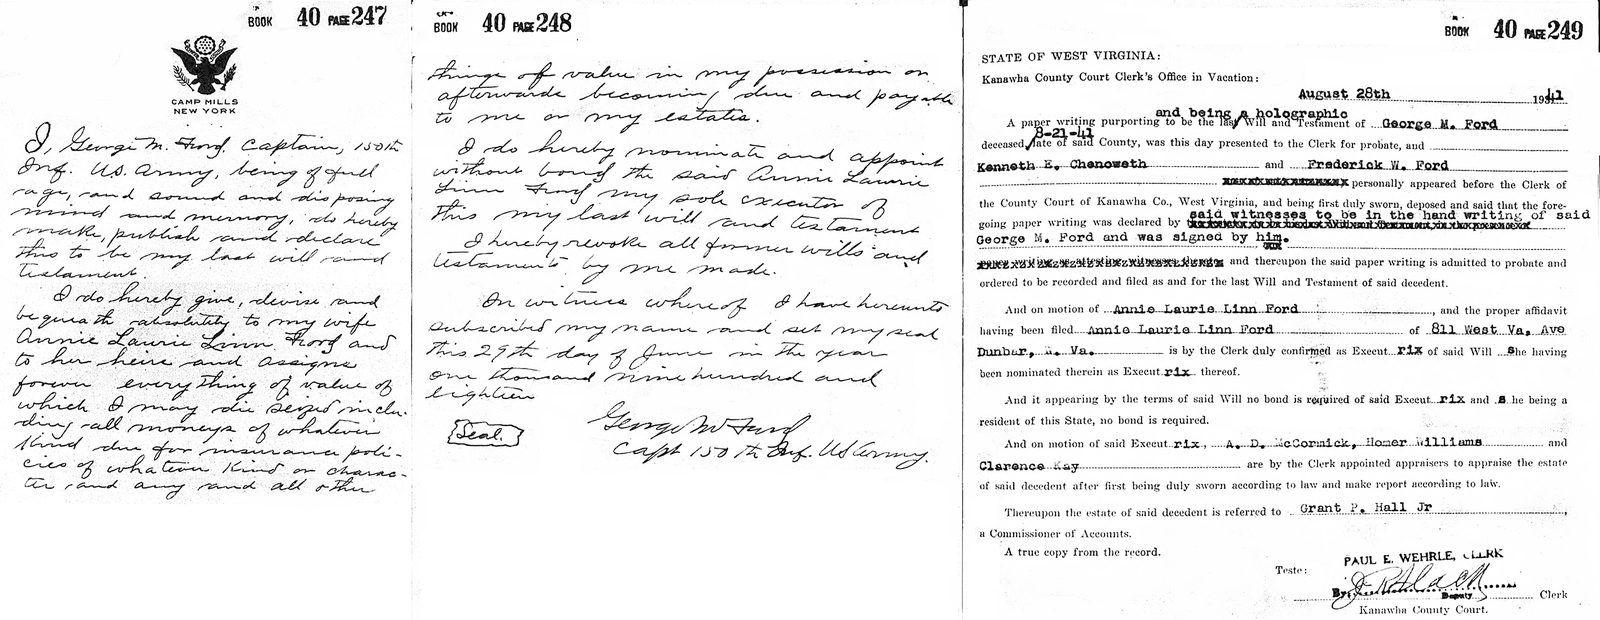 BOOK 40 PAGE 247
CAMP MILLS
NEW YORK
I, George M. Ford, Captain, 150th
Inf. US. Army, being of full
age, and sound and disposing
mind and memory, do hereby
make, publish and declare
this to be my last will and
testament.
I do hereby give, devise and
bequeath absolutely to my wife
Annie Laurie Linn Ford and
to her heirs and assigns
forever everything of value of
which I may die seized inclu-
ding all moneys of whatever
kind due for insurance poli-
cies of whatever kind or charac-
ter and any and all other
BOOK 40 PAGE 248
things of value in my possession or
afterwards becoming due and payable
to me or my estate.
I do hereby nominate and appoint
without bond the said Annie Laurie
Linn Ford my sole executor of
this my last will and testament
I hereby revoke all former wills and
testaments by me made.
In witness whereof I have hereunto
subscribed my name and set my seal
this 29th day of June in the year
one thousand nine hundred and
eighteen
Seal.
George M Ford
Capt 150th Inf. US Army.
BOOK 40 PAGE 249
STATE OF WEST VIRGINIA:
Kanawha County Court Clerk's Office in Vacation:
August 28th 1941
and being a holographic
A paper writing purporting to be the last Will and Testament of George M. Ford
8-21-41
deceased, late of said County, was this day presented to the Clerk for probate, and
Kenneth E. Chenoweth and Frederick W. Ford
personally appeared before the Clerk of
the County Court of Kanawha Co., West Virginia, and being first duly sworn, deposed and said that the fore-
said witnesses to be in the hand writing of said
going paper writing was declared by
George M. Ford and was signed by him.
and thereupon the said paper writing is admitted to probate and
ordered to be recorded and filed as and for the last Will and Testament of said decedent.
And on motion of Annie Laurie Linn Ford, and the proper affidavit
having been filed Annie Laurie Linn Ford of 811 West Va. Ave
Dunbar, W. Va. is by the Clerk duly confirmed as Execut rix of said Will she having
been nominated therein as Execut rix thereof.
And it appearing by the terms of said Will no bond is required of said Execut rix and s he being a
resident of this State, no bond is required.
And on motion of said Execut rix, A. D. McCormick, Homer Williams and
Clarence Kay are by the Clerk appointed appraisers to appraise the estate
of said decedent after first being duly sworn according to law and make report according to law.
Thereupon the estate of said decedent is referred to Grant P. Hall Jr,
a Commissioner of Accounts.
A true copy from the record.
PAUL E. WEHRLE, CLERK
Teste:
By Deputy Clerk
Kanawha County Court.